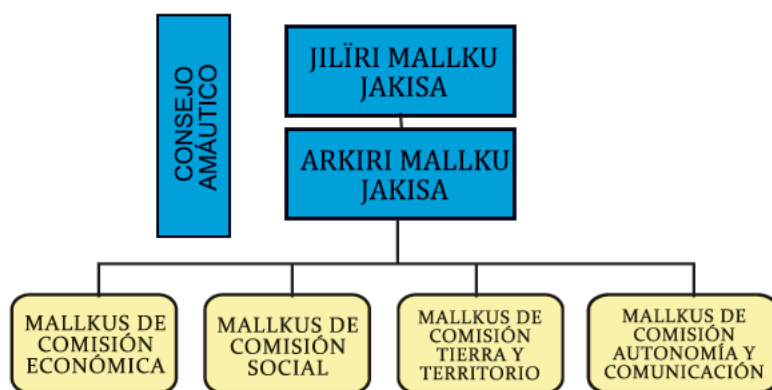 CONSEJO
AMÁUTICO
JILÏRI MALLKU
JAKISA
ARKIRI MALLKU
JAKISA
MALLKUS DE
COMISIÓN
ECONÓMICA
MALLKUS DE
COMISIÓN
SOCIAL
MALLKUS DE
COMISIÓN
TIERRA Y
TERRITORIO
MALLKUS DE
COMISIÓN
AUTONOMÍA Y
COMUNICACIÓN